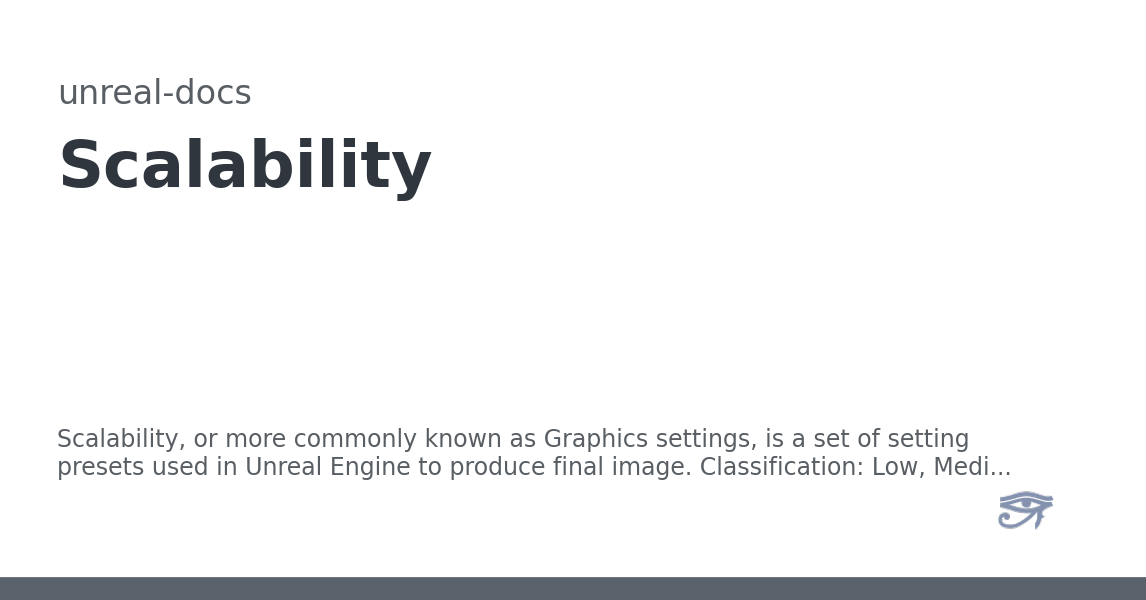 unreal-docs
Scalability
Scalability, or more commonly known as Graphics settings, is a set of setting
presets used in Unreal Engine to produce final image. Classification: Low, Medi...